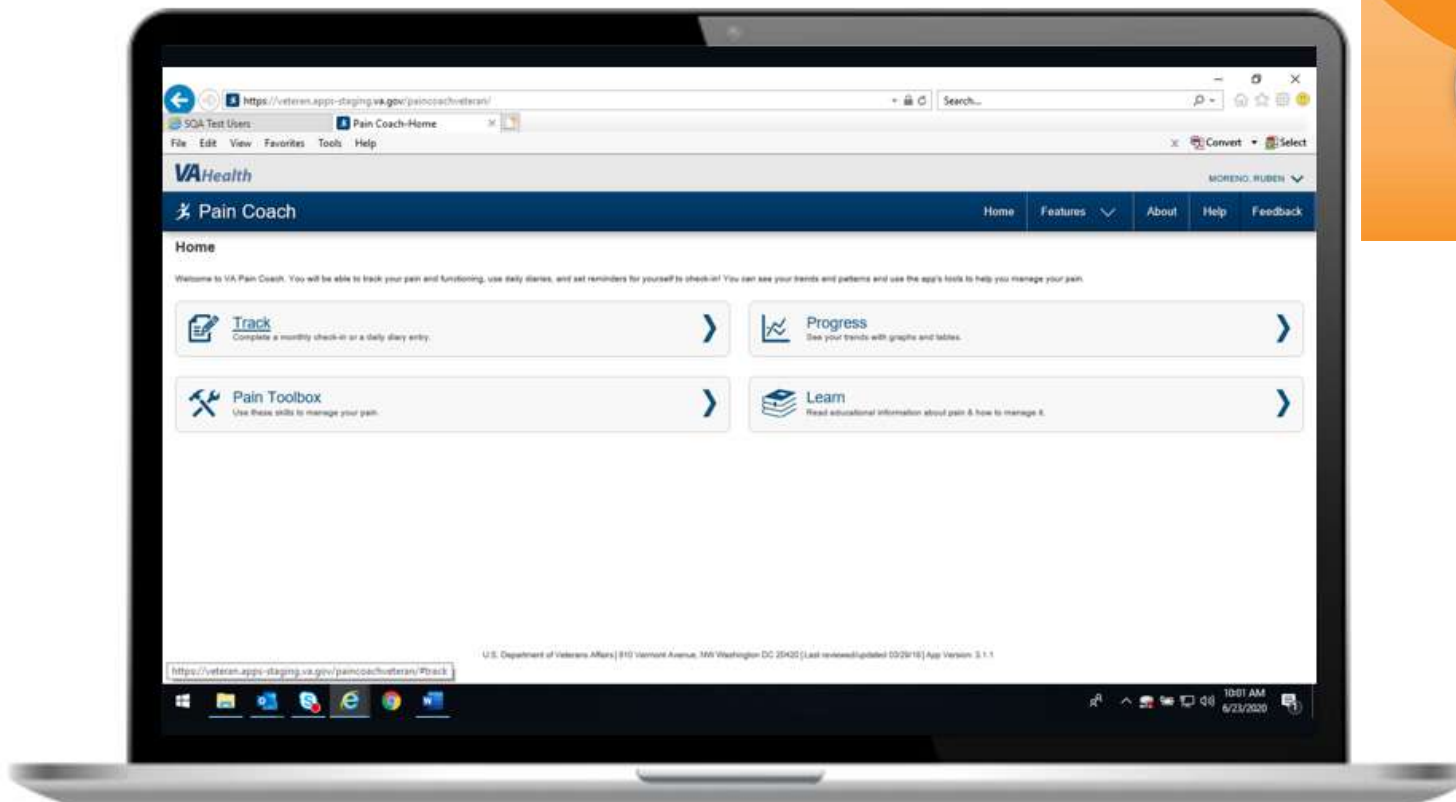 https://veteran.apps-staging.va.gov/paincoachveteran/
Search...
SQA Test Users
Pain Coach-Home
File Edit View Favorites Tools Help
Convert
Select
VAHealth
MORENO, RUBEN
Pain Coach
Home
Features
About
Help
Feedback
Home
Welcome to VA Pain Coach. You will be able to track your pain and functioning, use daily diaries, and set reminders for yourself to check-in! You can see your trends and patterns and use the app's tools to help you manage your pain.
Track
Complete a monthly check-in or a daily diary entry.
Progress
See your trends with graphs and tables.
Pain Toolbox
Use these skills to manage your pain.
Learn
Read educational information about pain & how to manage it.
U.S. Department of Veterans Affairs | 810 Vermont Avenue, NW Washington DC 20420 | Last reviewed/updated 03/29/16 | App Version: 3.1.1
https://veteran.apps-staging.va.gov/paincoachveteran/#track
10:01 AM
6/23/2020